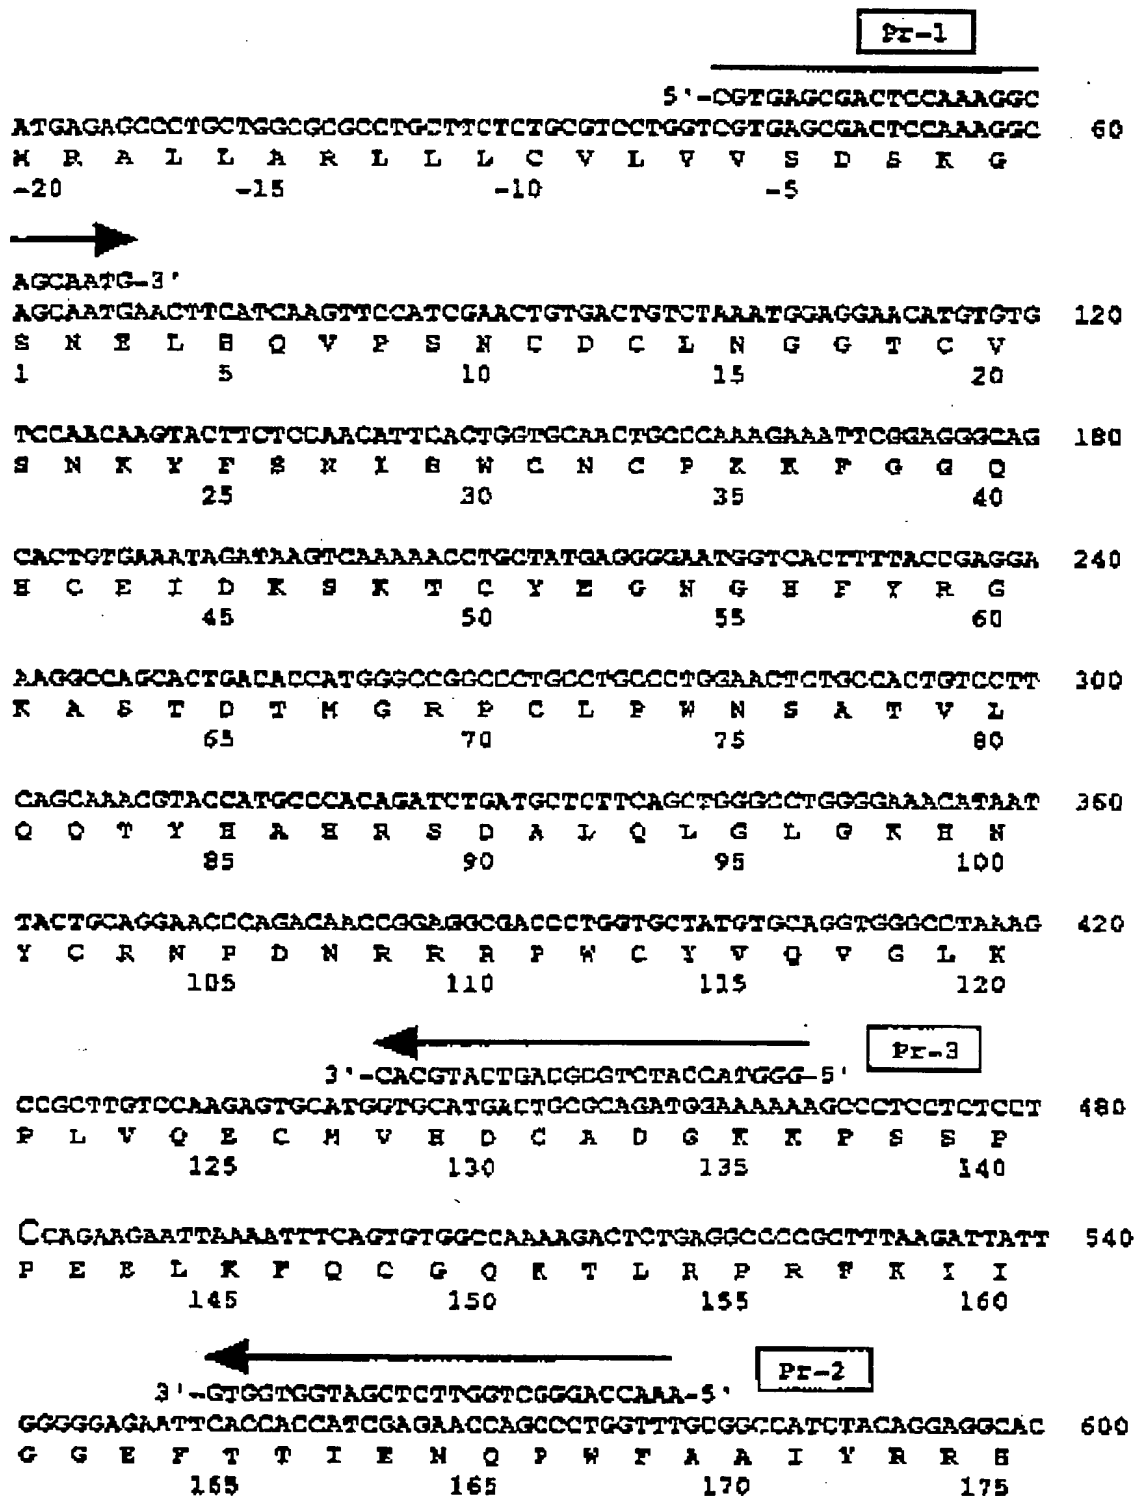 Pr-1
5'-CGTGAGCGACTCCAAAGGC
ATGAGAGCCCTGCTGGCGCGCCTGCTTCTCTGCGTCCTGGTCGTGAGCGACTCCAAAGGC 60
M R A L L A R L L L C V L V V S D S K G
-20 -15 -10 -5
AGCAATG-3'
AGCAATGAACTTCATCAAGTTCCATCGAACTGTGACTGTCTAAATGGAGGAACATGTGTG 120
S N E L H Q V P S N C D C L N G G T C V
1 5 10 15 20
TCCAACAAGTACTTCTCCAACATTCACTGGTGCAACTGCCCAAAGAAATTCGGAGGGCAG 180
S N K Y F S N I H W C N C P K K F G G Q
25 30 35 40
CACTGTGAAATAGATAAGTCAAAAACCTGCTATGAGGGGAATGGTCACTTTTACCGAGGA 240
H C E I D K S K T C Y E G N G H F Y R G
45 50 55 60
AAGGCCAGCACTGACACCATGGGCCGGCCCTGCCTGCCCTGGAACTCTGCCACTGTCCTT 300
K A S T D T M G R P C L P W N S A T V L
65 70 75 80
CAGCAAACGTACCATGCCCACAGATCTGATGCTCTTCAGCTGGGCCTGGGGAAACATAAT 360
Q Q T Y H A H R S D A L Q L G L G K H N
85 90 95 100
TACTGCAGGAACCCAGACAACCGGAGGCGACCCTGGTGCTATGTGCAGGTGGGCCTAAAG 420
Y C R N P D N R R R P W C Y V Q V G L K
105 110 115 120
Pr-3
3'-CACGTACTGACGCGTCTACCATGGG-5'
CCGCTTGTCCAAGAGTGCATGGTGCATGACTGCGCAGATGGAAAAAAGCCCTCCTCTCCT 480
P L V Q E C M V H D C A D G K K P S S P
125 130 135 140
CCAGAAGAATTAAAATTTCAGTGTGGCCAAAAGACTCTGAGGCCCCGCTTTAAGATTATT 540
P E E L K F Q C G Q K T L R P R F K I I
145 150 155 160
Pr-2
3'-GTGGTGGTAGCTCTTGGTCGGGACCAAA-5'
GGGGGAGAATTCACCACCATCGAGAACCAGCCCTGGTTTGCGGCCATCTACAGGAGGCAC 600
G G E F T T I E N Q P W F A A I Y R R H
165 165 170 175